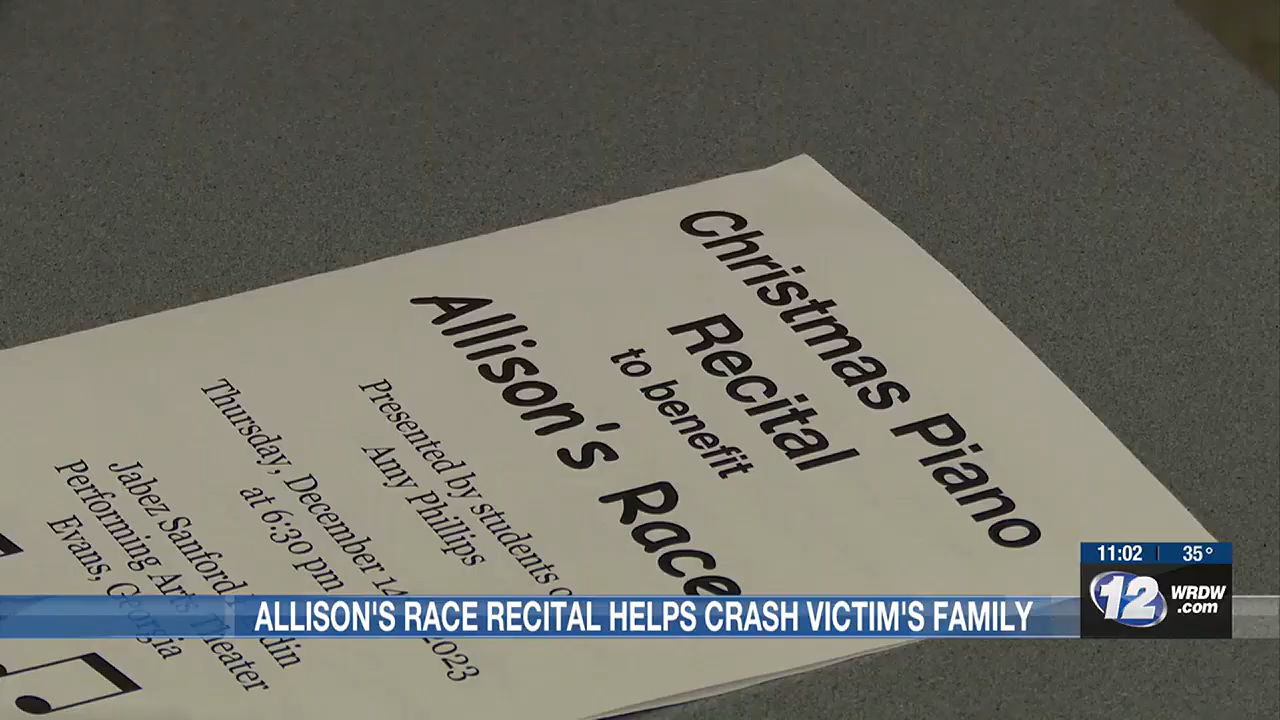 Christmas Piano
Recital
to benefit
Allison's Race
Presented by students
Amy Phillips
Thursday, December 14 2023
at 6:30 pm
Jabez Sanford
Performing Arts Theater
Evans, Georgia
ALLISON'S RACE RECITAL HELPS CRASH VICTIM'S FAMILY
11:02 35°
12 WRDW
.com